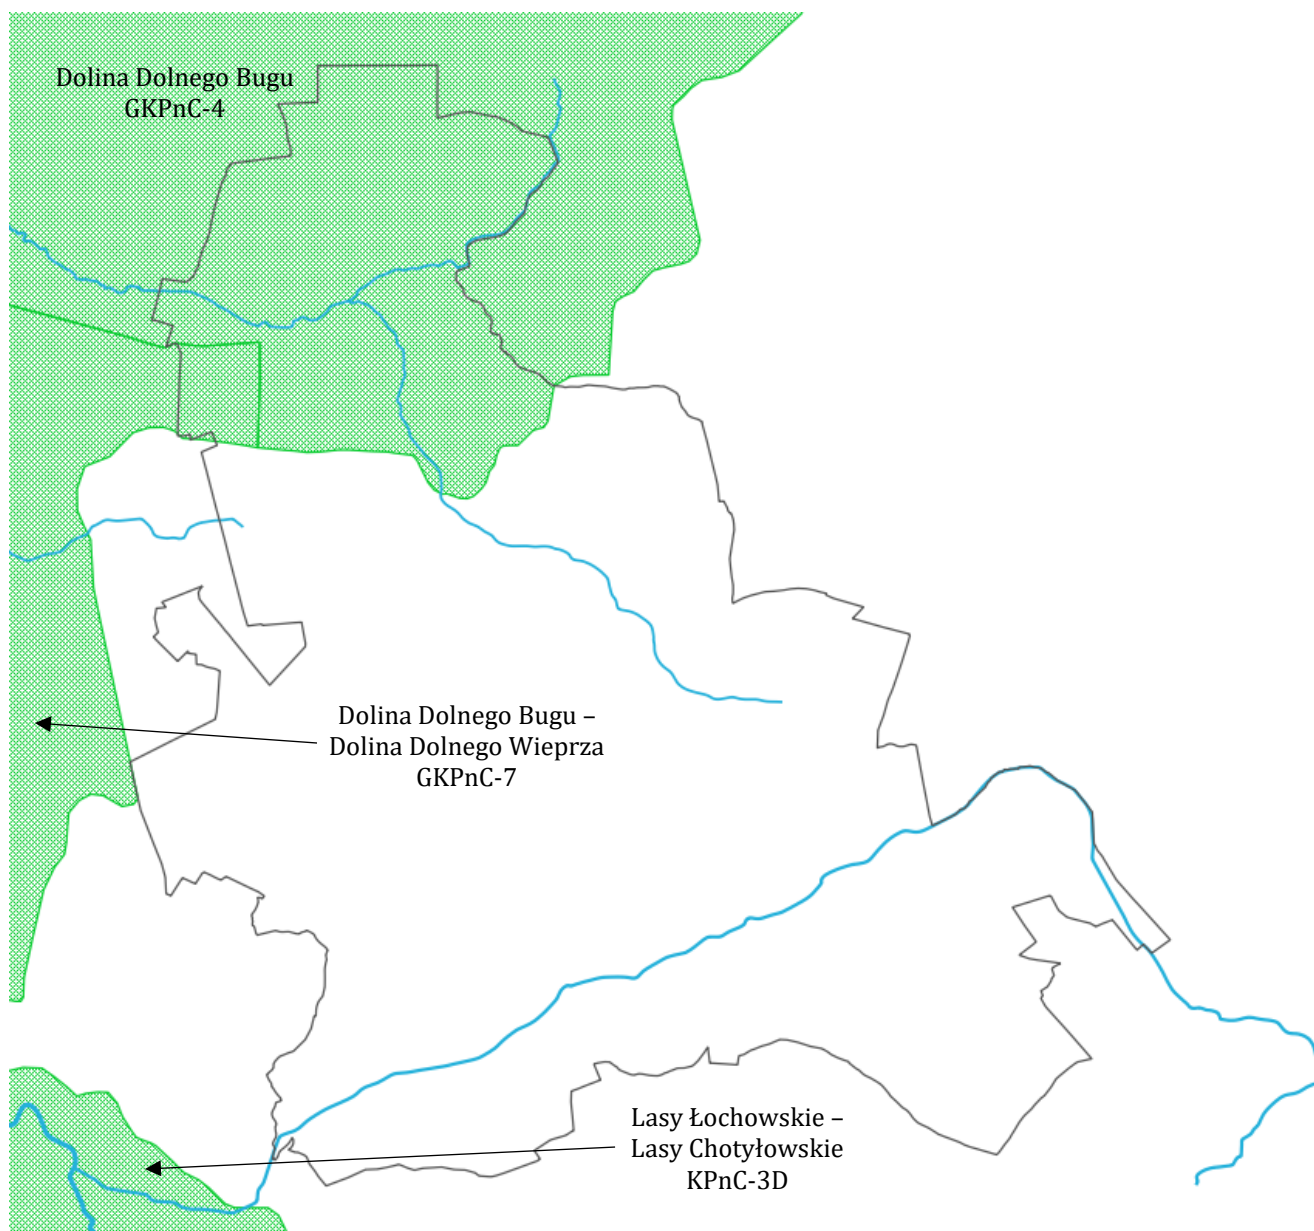 Dolina Dolnego Bugu
GKPnC-4
Dolina Dolnego Bugu –
Dolina Dolnego Wieprza
GKPnC-7
Lasy Łochowskie –
Lasy Chotyłowskie
KPnC-3D